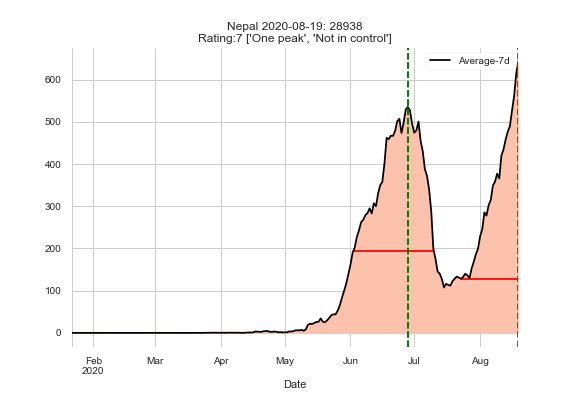 Nepal 2020-08-19: 28938
Rating:7 ['One peak', 'Not in control']
Average-7d
600
500
400
300
200
100
0
Feb
2020
Mar
Apr
May
Jun
Jul
Aug
Date